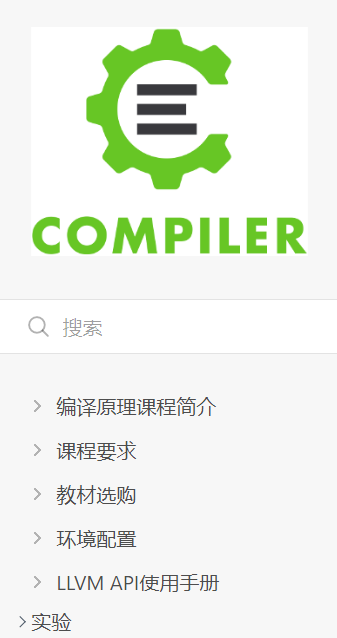 COMPILER
搜索
编译原理课程简介
课程要求
教材选购
环境配置
LLVM API使用手册
实验